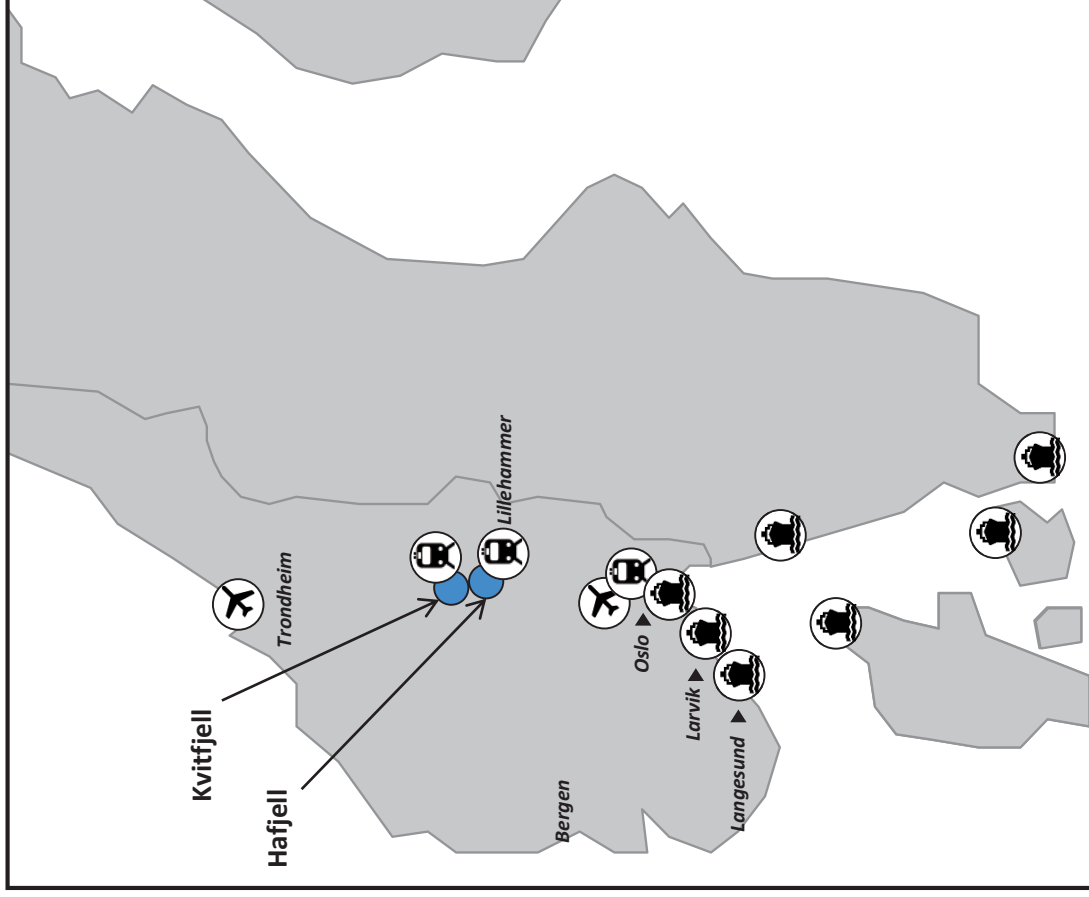 Kvitfjell
Hafjell
Trondheim
Lillehammer
Bergen
Oslo
Larvik
Langesund